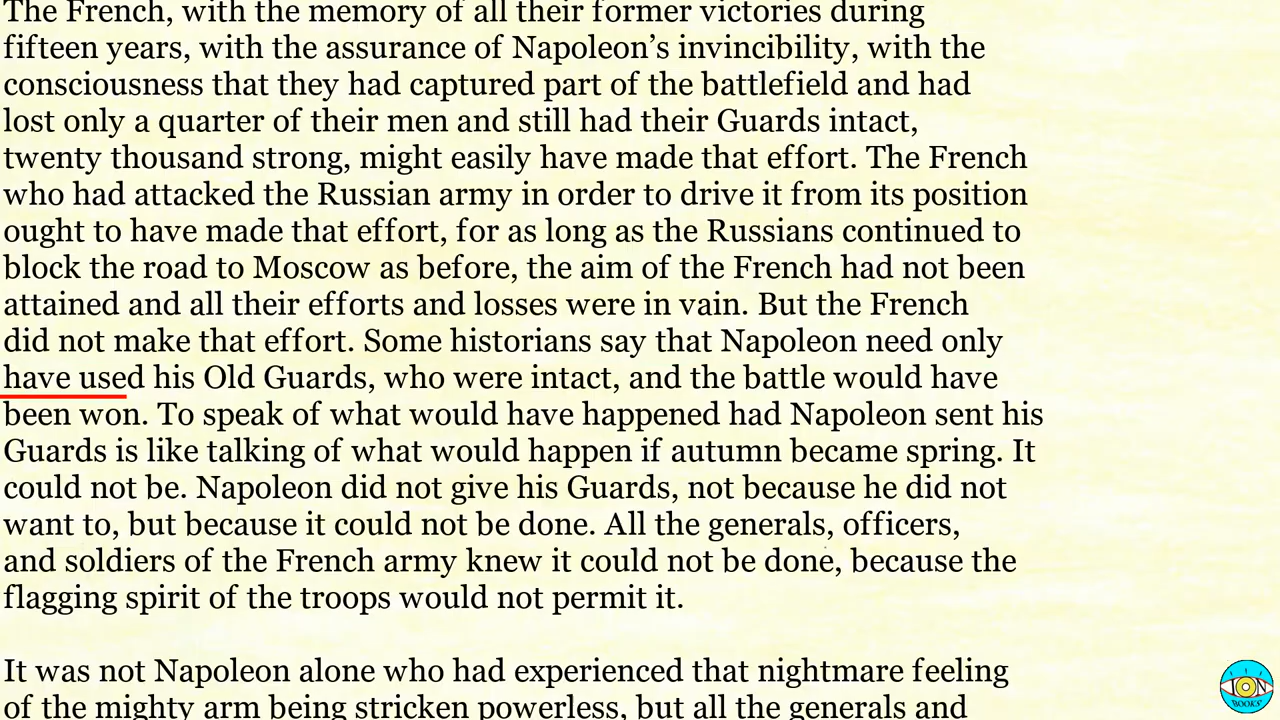 The French, with the memory of all their former victories during
fifteen years, with the assurance of Napoleon’s invincibility, with the
consciousness that they had captured part of the battlefield and had
lost only a quarter of their men and still had their Guards intact,
twenty thousand strong, might easily have made that effort. The French
who had attacked the Russian army in order to drive it from its position
ought to have made that effort, for as long as the Russians continued to
block the road to Moscow as before, the aim of the French had not been
attained and all their efforts and losses were in vain. But the French
did not make that effort. Some historians say that Napoleon need only
have used his Old Guards, who were intact, and the battle would have
been won. To speak of what would have happened had Napoleon sent his
Guards is like talking of what would happen if autumn became spring. It
could not be. Napoleon did not give his Guards, not because he did not
want to, but because it could not be done. All the generals, officers,
and soldiers of the French army knew it could not be done, because the
flagging spirit of the troops would not permit it.
It was not Napoleon alone who had experienced that nightmare feeling
of the mighty arm being stricken powerless, but all the generals and
ION
BOOKS